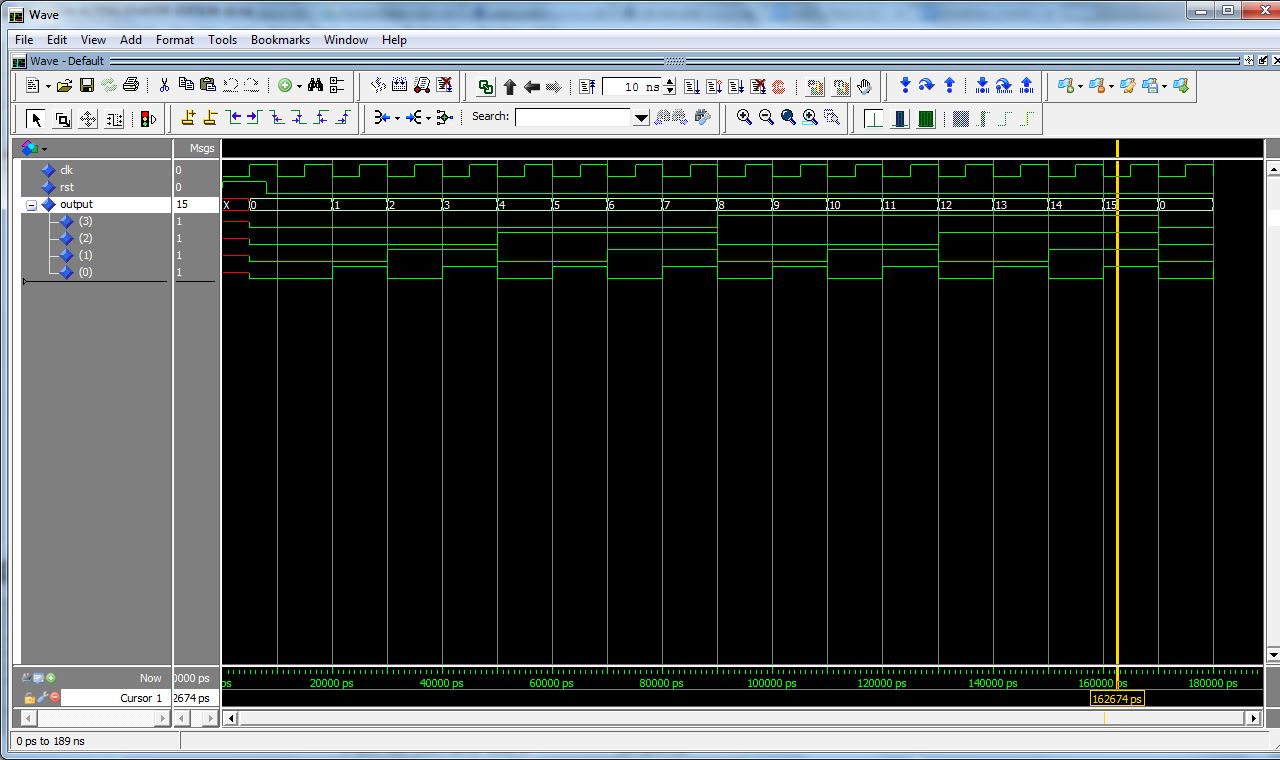 Wave
File Edit View Add Format Tools Bookmarks Window Help
Wave - Default
10 ns
Search:
Msgs
clk 0
rst 0
output 15 X 0 1 2 3 4 5 6 7 8 9 10 11 12 13 14 15 0
(3) 1
(2) 1
(1) 1
(0) 1
Now 0000 ps ps 20000 ps 40000 ps 60000 ps 80000 ps 100000 ps 120000 ps 140000 ps 160000 ps 180000 ps
Cursor 1 2674 ps 162674 ps
0 ps to 189 ns